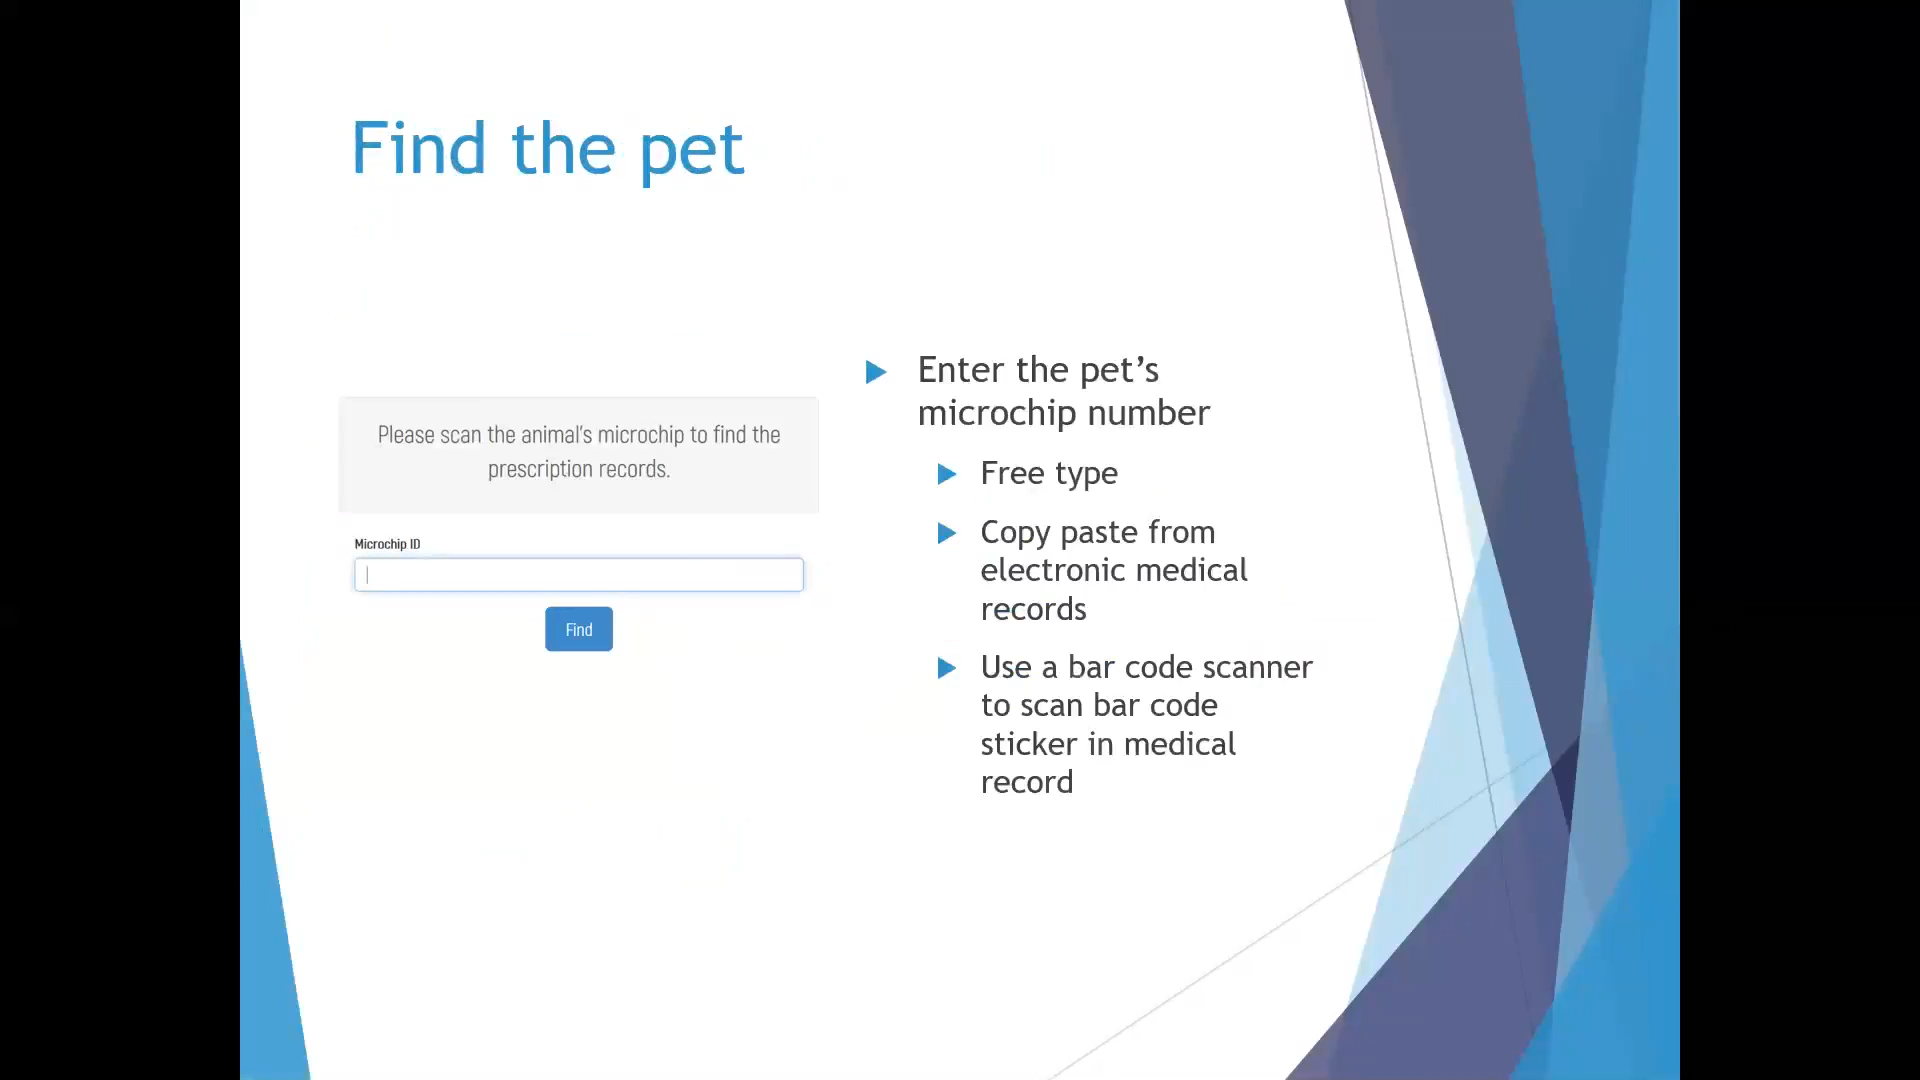 Find the pet
Please scan the animal's microchip to find the
prescription records.
Microchip ID
Find
Enter the pet’s
microchip number
Free type
Copy paste from
electronic medical
records
Use a bar code scanner
to scan bar code
sticker in medical
record